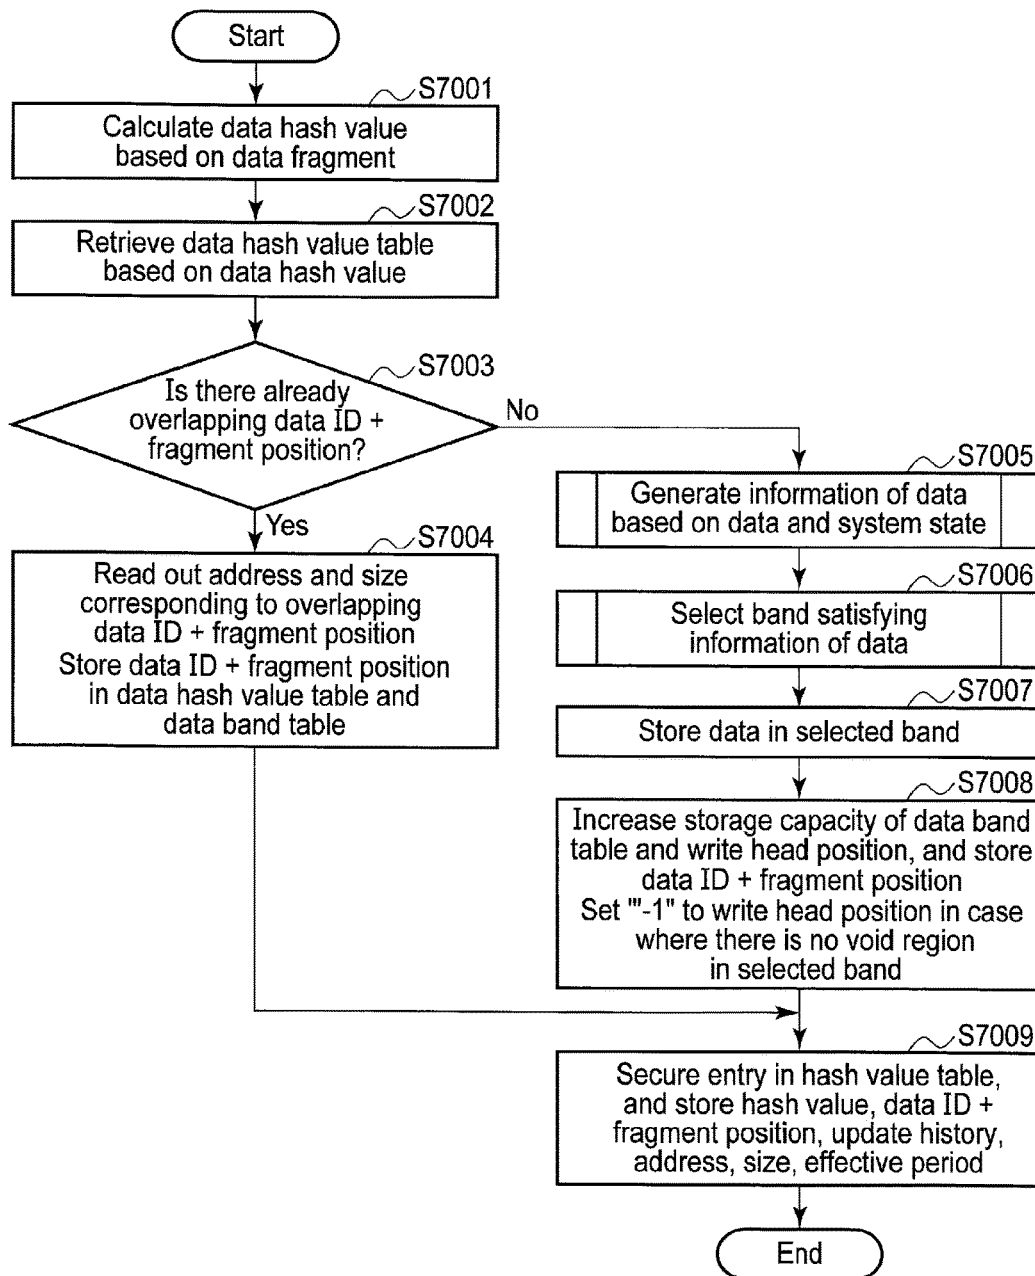 Start
S7001
Calculate data hash value
based on data fragment
S7002
Retrieve data hash value table
based on data hash value
S7003
Is there already
overlapping data ID +
fragment position?
No
Yes
S7004
Read out address and size
corresponding to overlapping
data ID + fragment position
Store data ID + fragment position
in data hash value table and
data band table
S7005
Generate information of data
based on data and system state
S7006
Select band satisfying
information of data
S7007
Store data in selected band
S7008
Increase storage capacity of data band
table and write head position, and store
data ID + fragment position
Set "'-1" to write head position in case
where there is no void region
in selected band
S7009
Secure entry in hash value table,
and store hash value, data ID +
fragment position, update history,
address, size, effective period
End